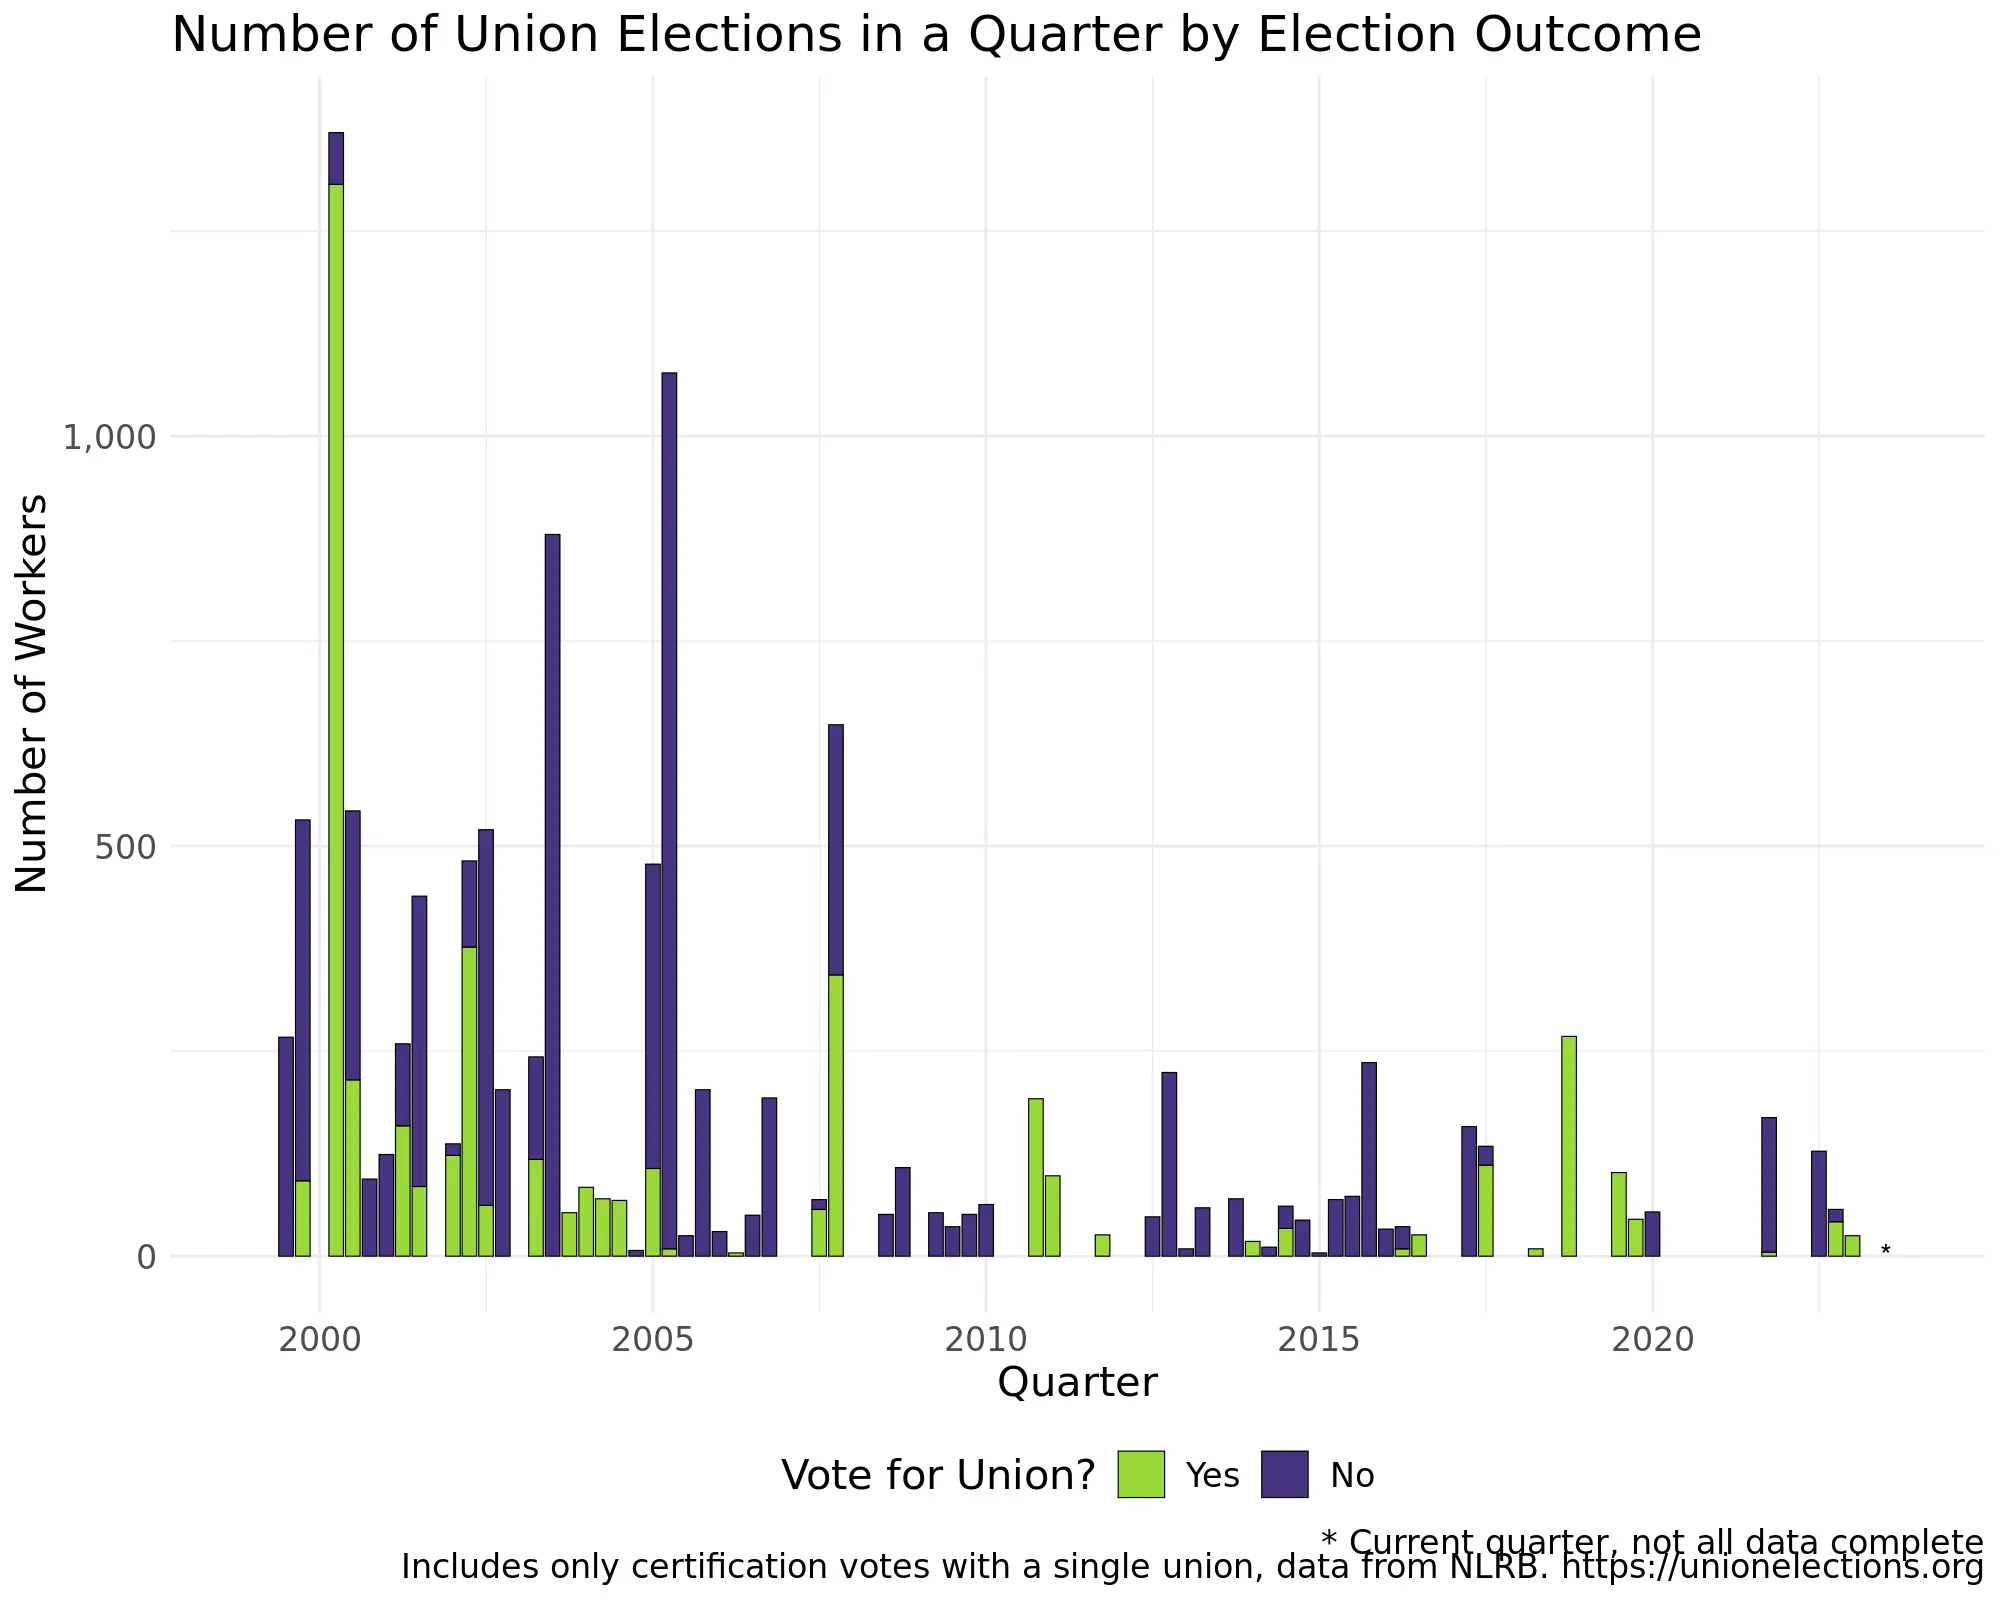 Number of Union Elections in a Quarter by Election Outcome
Number of Workers
1,000
500
0
*
2000 2005 2010 2015 2020
Quarter
Vote for Union? Yes No
* Current quarter, not all data complete
Includes only certification votes with a single union, data from NLRB. https://unionelections.org